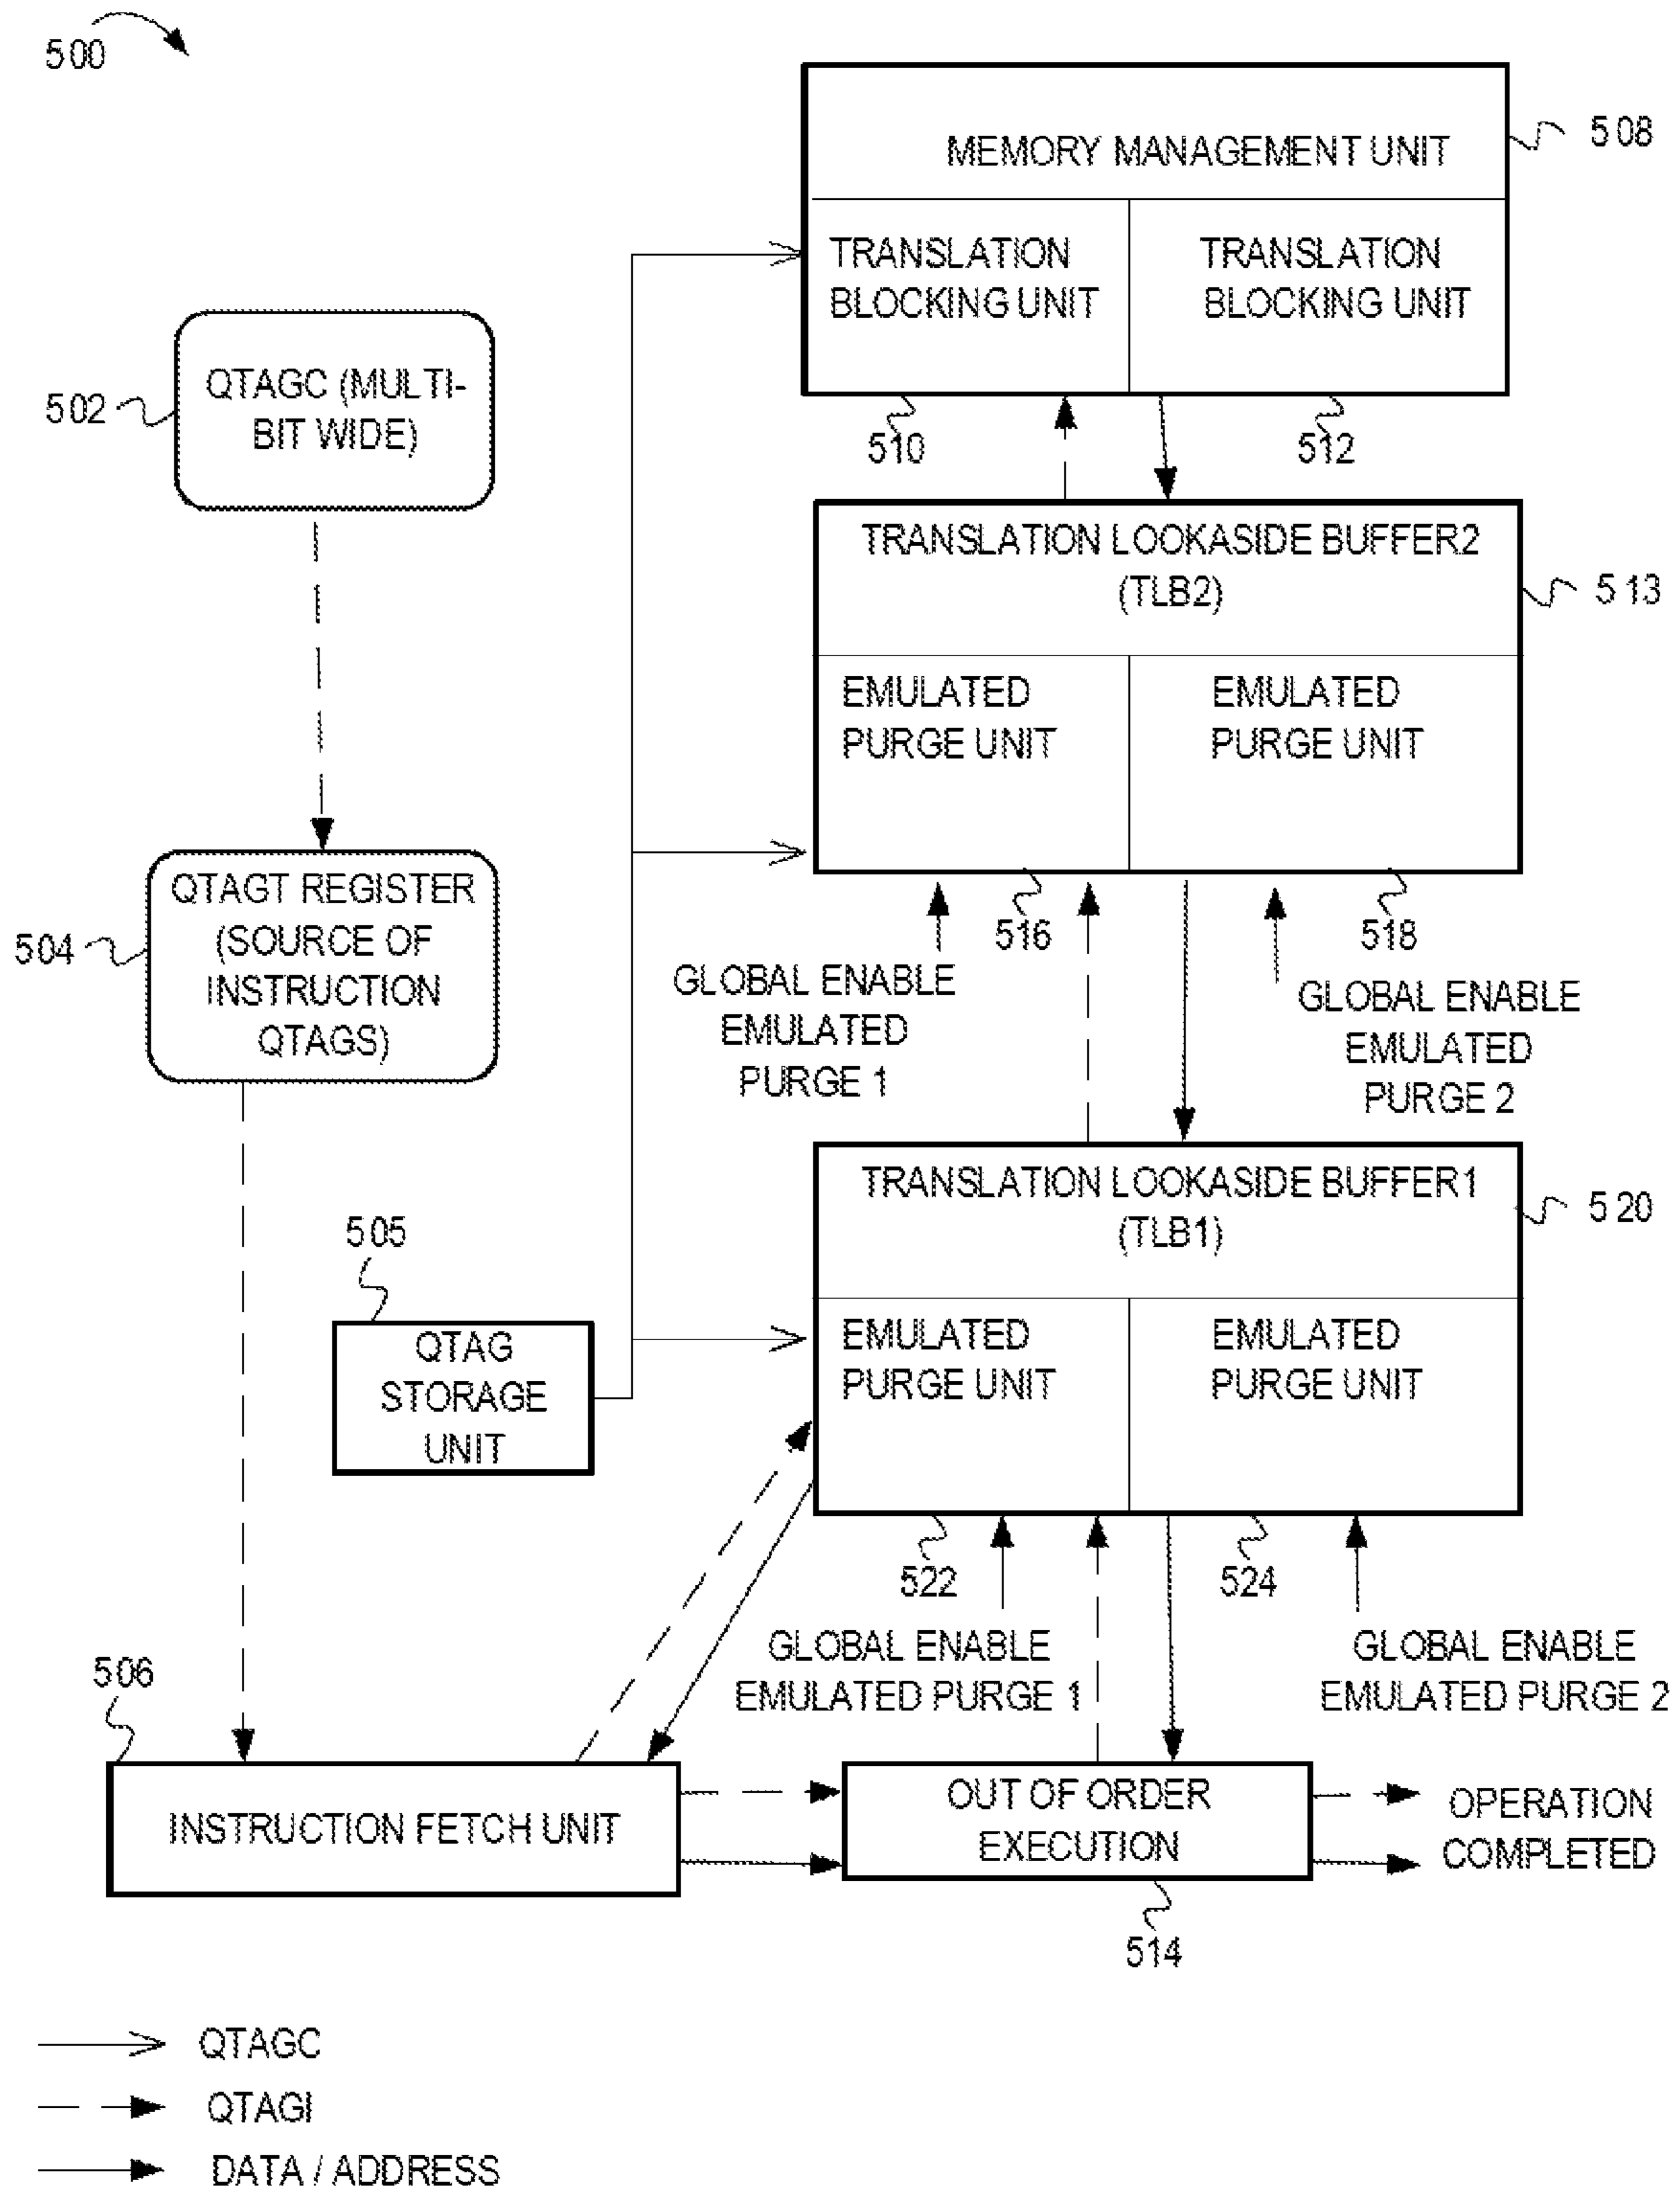 500
MEMORY MANAGEMENT UNIT
508
TRANSLATION
BLOCKING UNIT
TRANSLATION
BLOCKING UNIT
510
512
QTAGC (MULTI-
BIT WIDE)
502
TRANSLATION LOOKASIDE BUFFER2
(TLB2)
513
EMULATED
PURGE UNIT
EMULATED
PURGE UNIT
516
518
QTAGT REGISTER
(SOURCE OF
INSTRUCTION
QTAGS)
504
GLOBAL ENABLE
EMULATED
PURGE 1
GLOBAL ENABLE
EMULATED
PURGE 2
TRANSLATION LOOKASIDE BUFFER1
(TLB1)
520
505
QTAG
STORAGE
UNIT
EMULATED
PURGE UNIT
EMULATED
PURGE UNIT
522
524
GLOBAL ENABLE
EMULATED PURGE 1
GLOBAL ENABLE
EMULATED PURGE 2
506
INSTRUCTION FETCH UNIT
OUT OF ORDER
EXECUTION
514
OPERATION
COMPLETED
QTAGC
QTAGI
DATA / ADDRESS